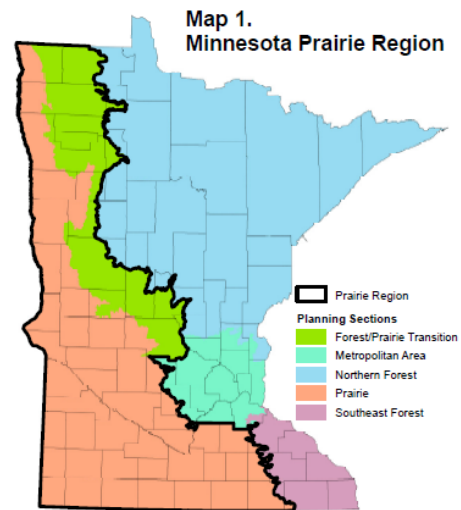 Map 1.
Minnesota Prairie Region
Prairie Region
Planning Sections
Forest/Prairie Transition
Metropolitan Area
Northern Forest
Prairie
Southeast Forest